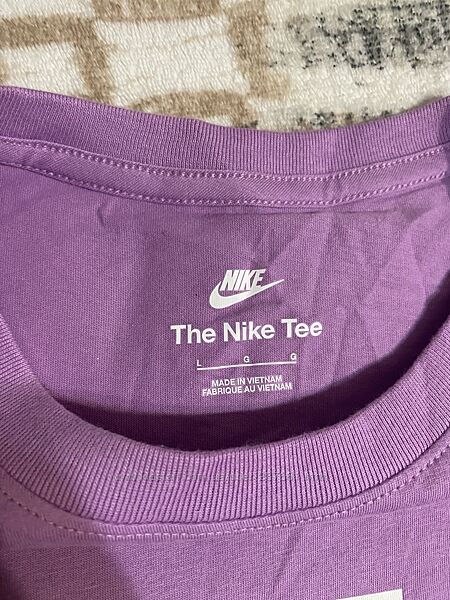 NIKE
The Nike Tee
L G G
MADE IN VIETNAM
FABRIQUÉ AU VIETNAM